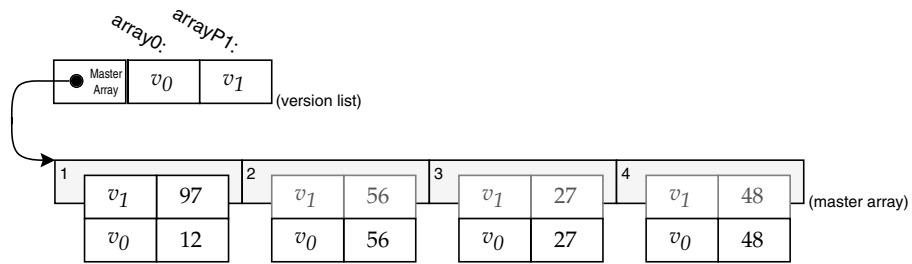 array0: arrayP1:
Master
Array
v0 v1
(version list)
1 2 3 4
v1 97 v1 56 v1 27 v1 48
(master array)
v0 12 v0 56 v0 27 v0 48